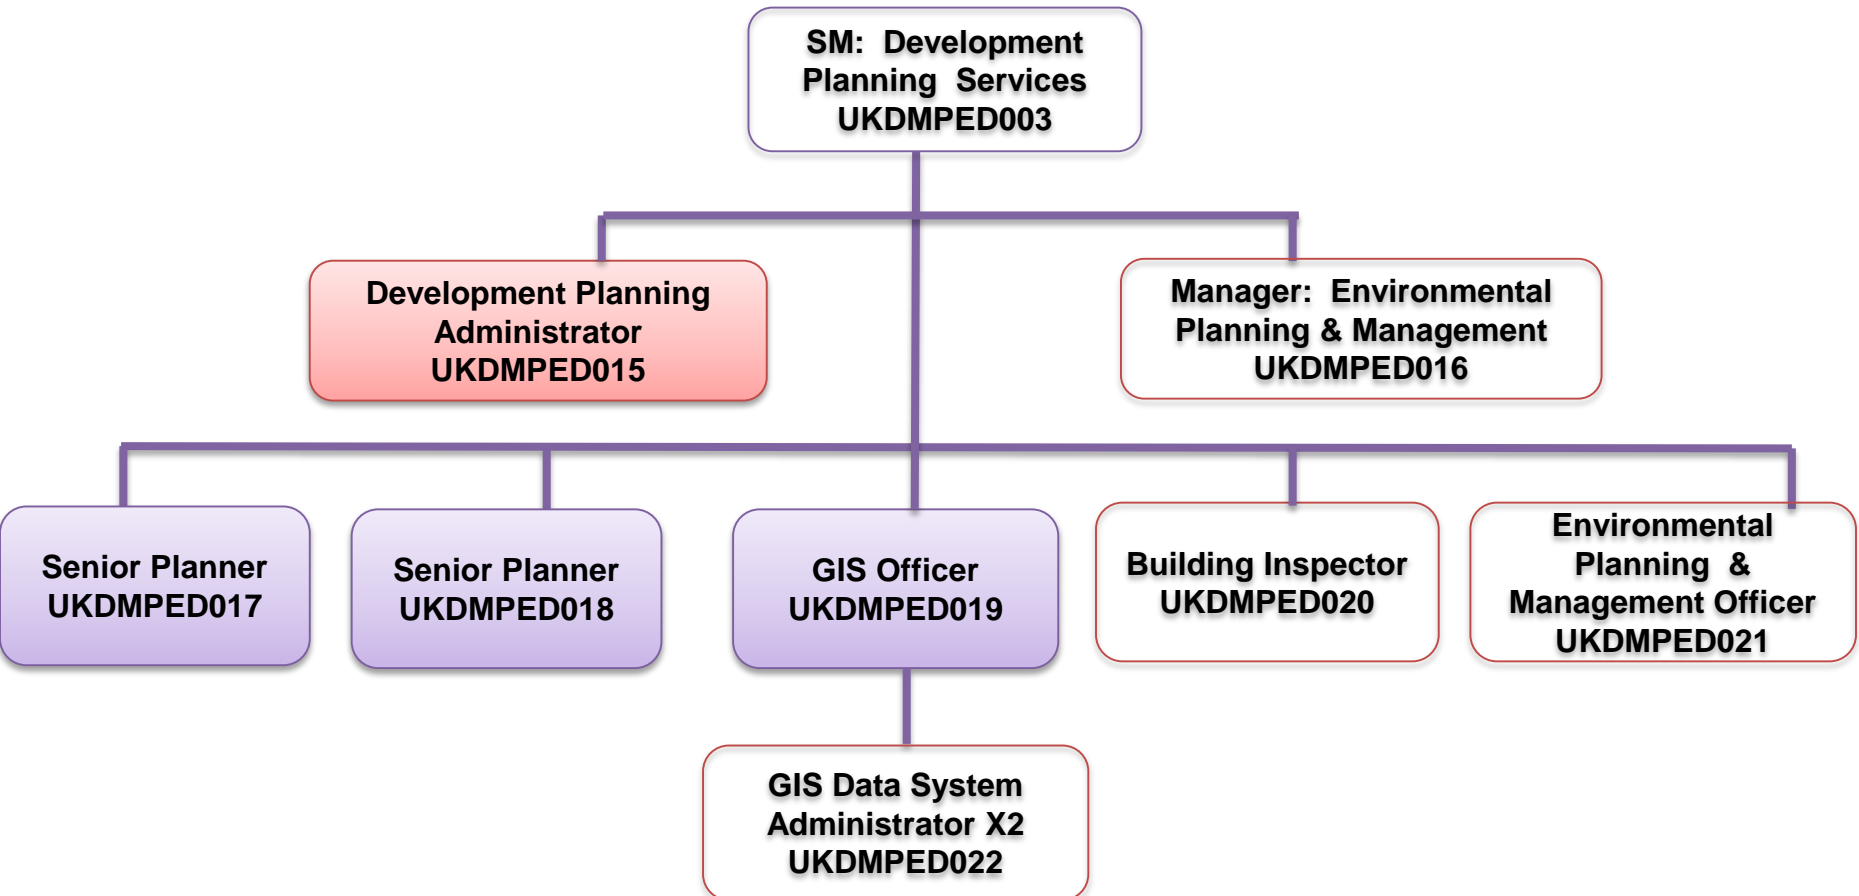 SM: Development
Planning Services
UKDMPED003
Development Planning
Administrator
UKDMPED015
Manager: Environmental
Planning & Management
UKDMPED016
Senior Planner
UKDMPED017
Senior Planner
UKDMPED018
GIS Officer
UKDMPED019
Building Inspector
UKDMPED020
Environmental
Planning &
Management Officer
UKDMPED021
GIS Data System
Administrator X2
UKDMPED022